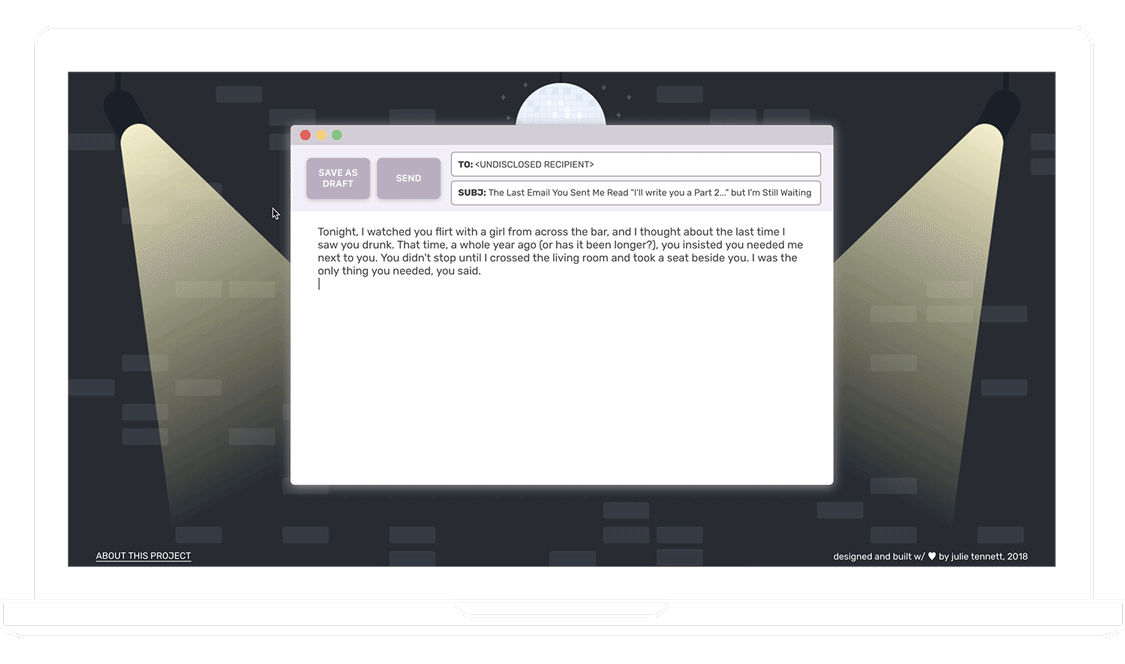 SAVE AS
DRAFT
SEND
TO: <UNDISCLOSED RECIPIENT>
SUBJ: The Last Email You Sent Me Read "I'll write you a Part 2..." but I'm Still Waiting
Tonight, I watched you flirt with a girl from across the bar, and I thought about the last time I
saw you drunk. That time, a whole year ago (or has it been longer?), you insisted you needed me
next to you. You didn't stop until I crossed the living room and took a seat beside you. I was the
only thing you needed, you said.
ABOUT THIS PROJECT
designed and built w/ ♥ by julie tennett, 2018